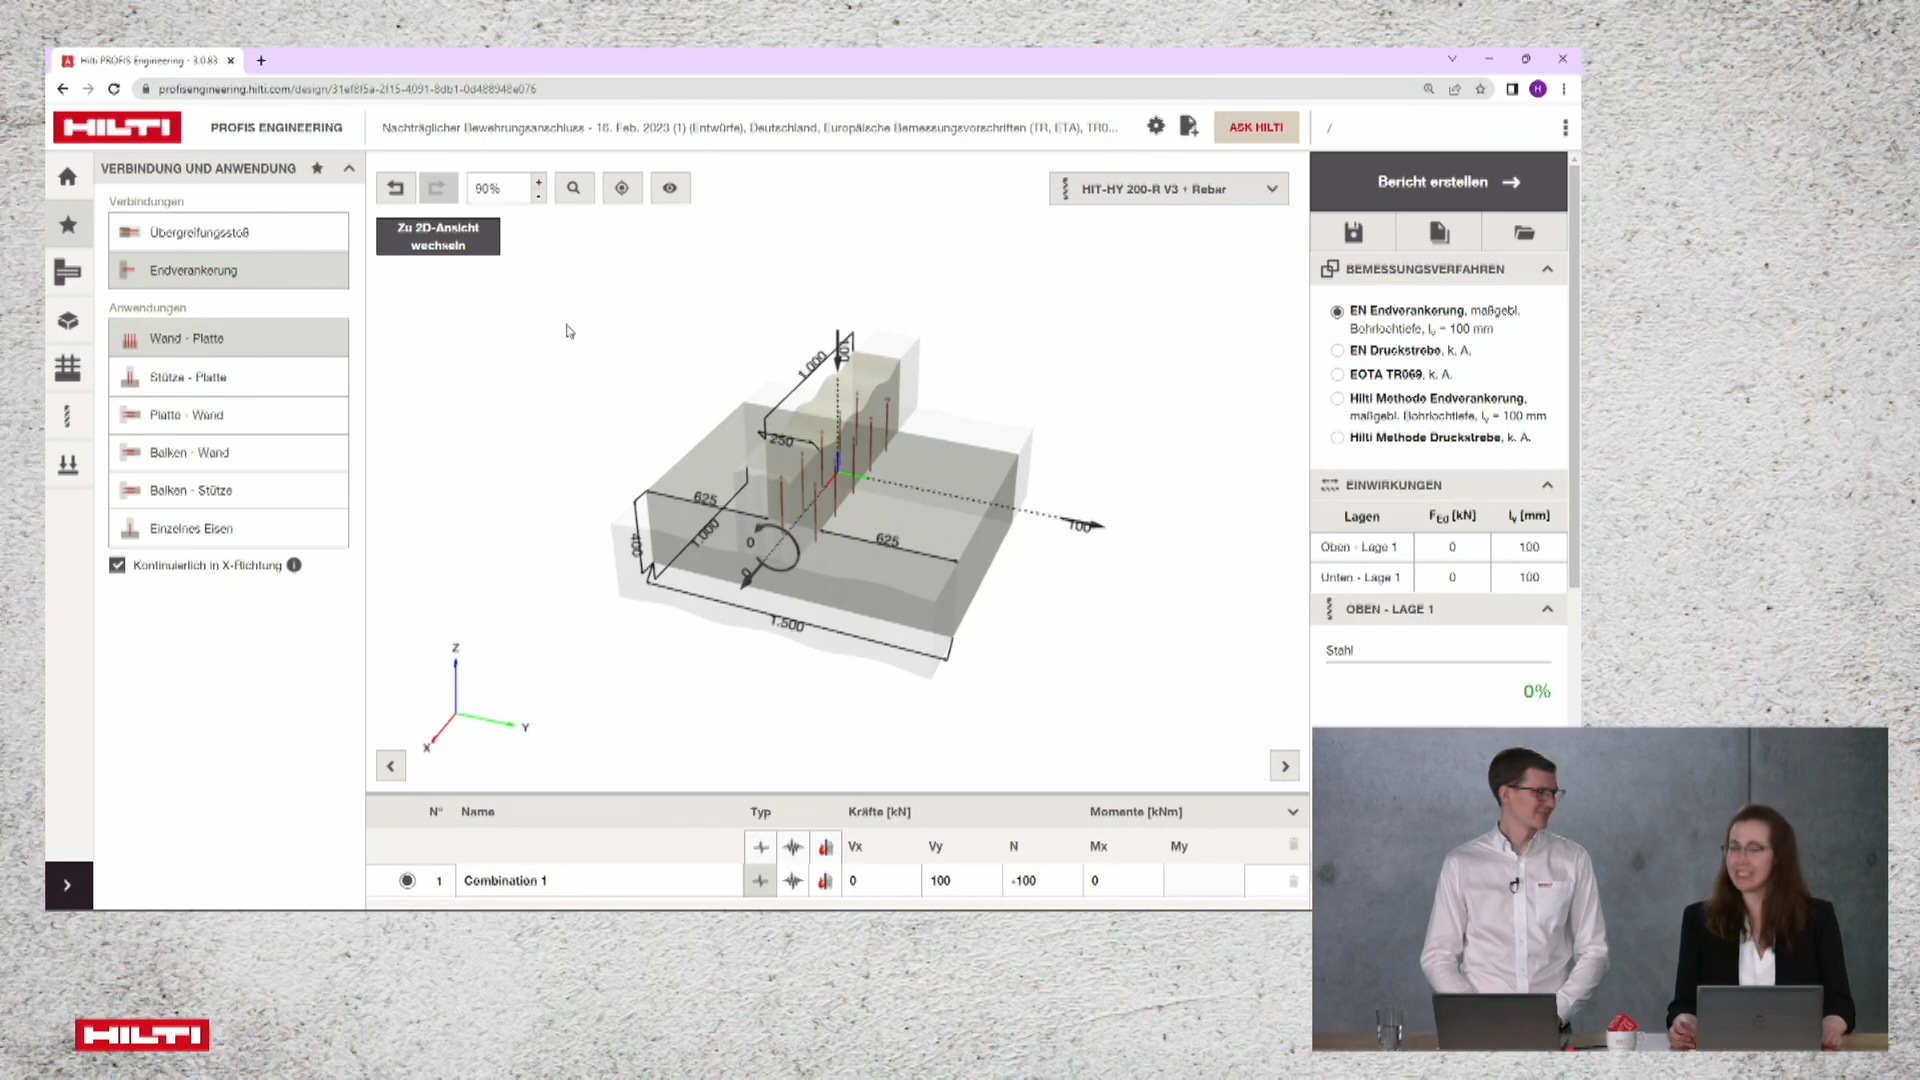 Hilti PROFIS Engineering - 3.0.83
profisengineering.hilti.com/design/31ef8f5a-2f15-4091-8db1-0d488948e076
H
HILTI
PROFIS ENGINEERING
Nachträglicher Bewehrungsanschluss - 16. Feb. 2023 (1) (Entwürfe), Deutschland, Europäische Bemessungsvorschriften (TR, ETA), TR0...
ASK HILTI
/
VERBINDUNG UND ANWENDUNG
Verbindungen
Übergreifungsstoß
Endverankerung
Anwendungen
Wand - Platte
Stütze - Platte
Platte - Wand
Balken - Wand
Balken - Stütze
Einzelnes Eisen
Kontinuierlich in X-Richtung
90%
+
-
Zu 2D-Ansicht
wechseln
HIT-HY 200-R V3 + Rebar
1.000
100
250
625
1.000
400
0
0
625
100
1.500
Z
Y
X
N° Name Typ Kräfte [kN] Momente [kNm]
Vx Vy N Mx My
1 Combination 1 0 100 -100 0
Bericht erstellen
BEMESSUNGSVERFAHREN
EN Endverankerung, maßgebl.
Bohrlochtiefe, lv = 100 mm
EN Druckstrebe, k. A.
EOTA TR069, k. A.
Hilti Methode Endverankerung,
maßgebl. Bohrlochtiefe, lv = 100 mm
Hilti Methode Druckstrebe, k. A.
EINWIRKUNGEN
Lagen FEd [kN] lv [mm]
Oben - Lage 1 0 100
Unten - Lage 1 0 100
OBEN - LAGE 1
Stahl
0%
HILTI